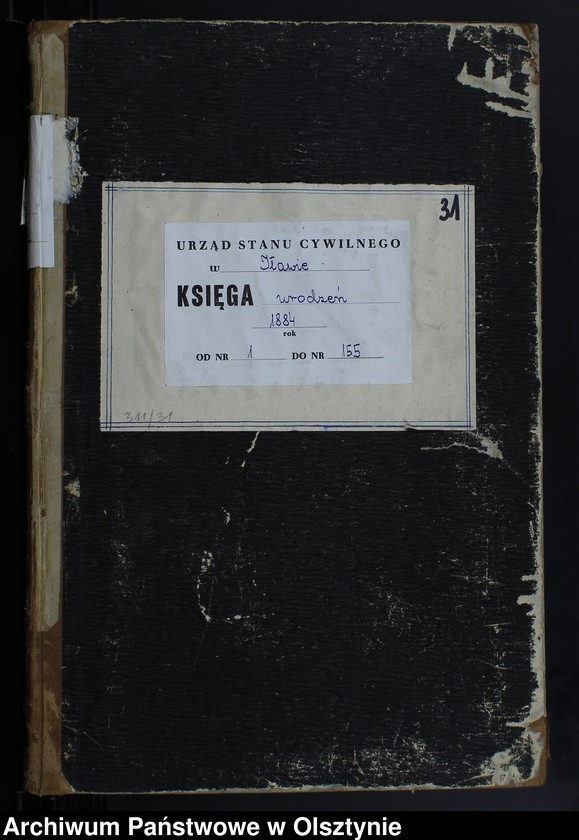 31
URZĄD STANU CYWILNEGO
w Iławie
KSIĘGA urodzeń
1884
rok
OD NR 1 DO NR 155
311/31
Archiwum Państwowe w Olsztynie